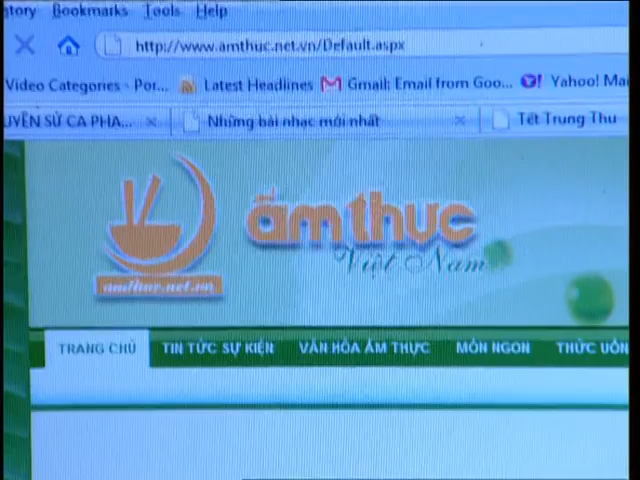 story Bookmarks Tools Help
http://www.amthuc.net.vn/Default.aspx
Video Categories - Por... Latest Headlines Gmail: Email from Goo... Y! Yahoo! Mai
UYỄN SỬ CA PHA... Những bài nhạc mới nhất Tết Trung Thu
ẩm thực
Việt Nam
amthuc.net.vn
TRANG CHỦ TIN TỨC SỰ KIỆN VĂN HÓA ẨM THỰC MÓN NGON THỨC UỐN